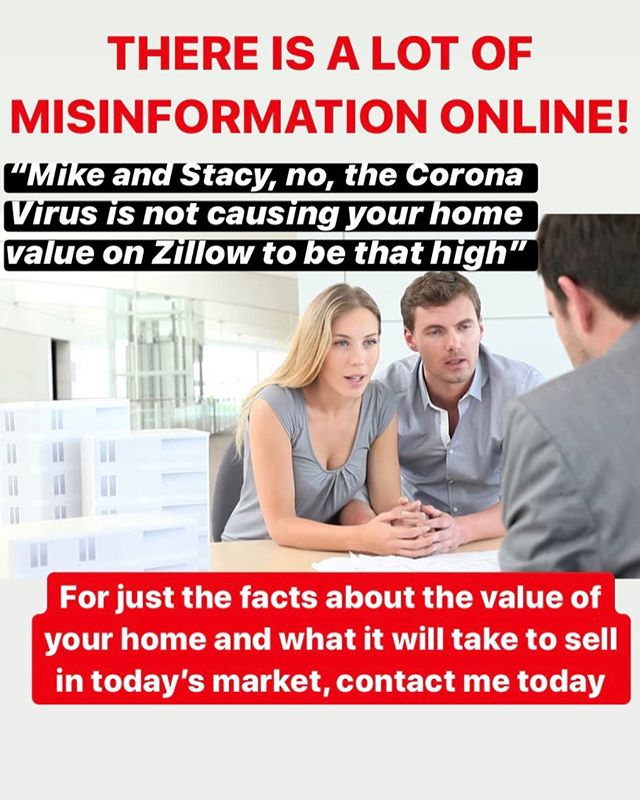 THERE IS A LOT OF
MISINFORMATION ONLINE!
"Mike and Stacy, no, the Corona
Virus is not causing your home
value on Zillow to be that high"
For just the facts about the value of
your home and what it will take to sell
in today's market, contact me today